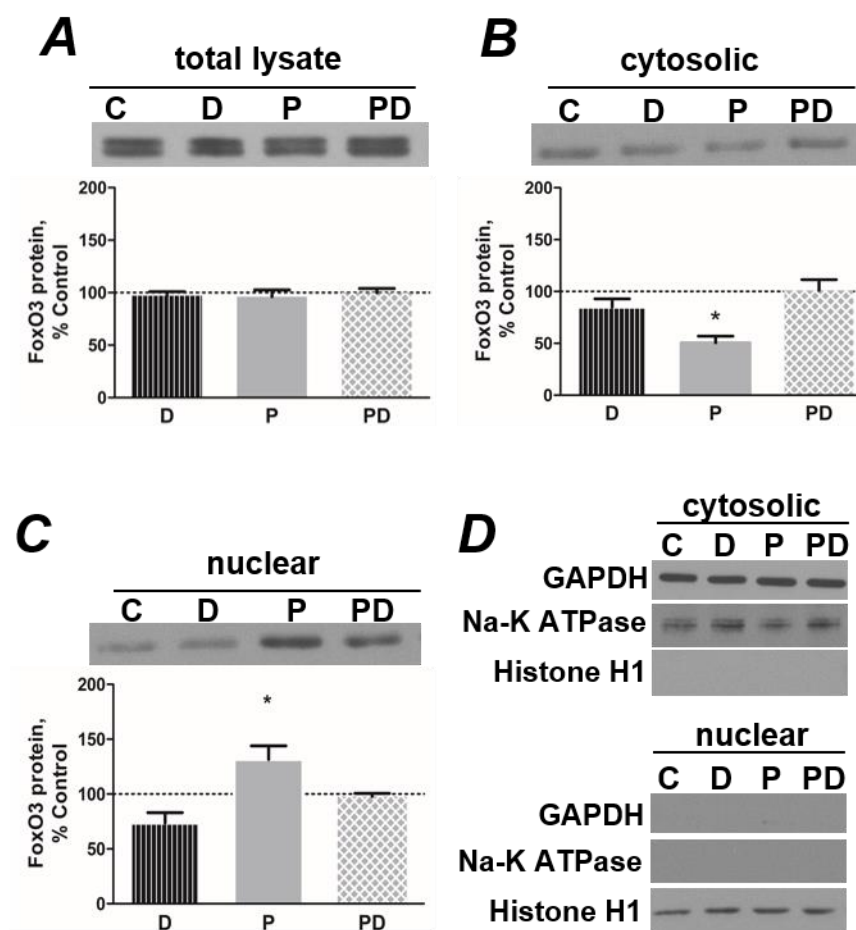 A
total lysate
C D P PD
200
150
100
50
0
FoxO3 protein,
% Control
D P PD
B
cytosolic
C D P PD
200
150
100
50
0
FoxO3 protein,
% Control
*
D P PD
C
nuclear
C D P PD
200
150
100
50
0
FoxO3 protein,
% Control
*
D P PD
D
cytosolic
C D P PD
GAPDH
Na-K ATPase
Histone H1
nuclear
C D P PD
GAPDH
Na-K ATPase
Histone H1